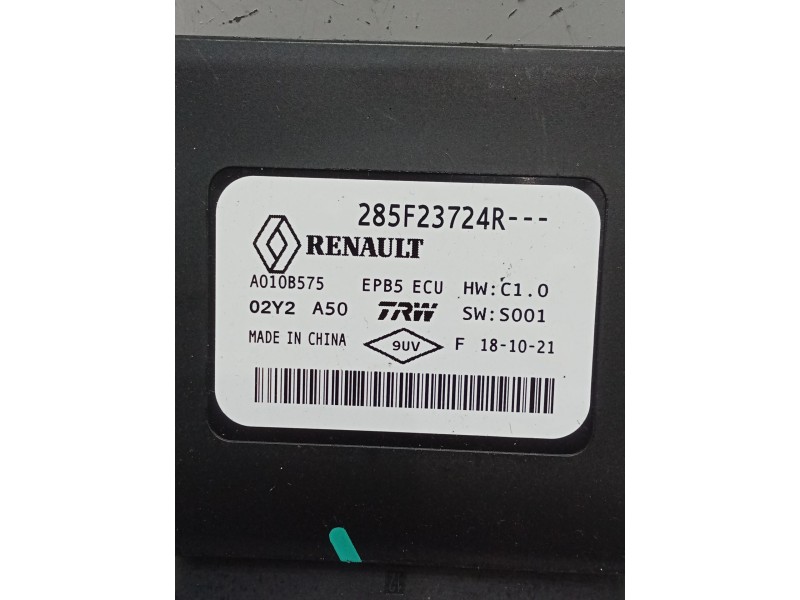 285F23724R---
RENAULT
A010B575 EPB5 ECU HW:C1.0
02Y2 A50 TRW SW:S001
MADE IN CHINA 9UV F 18-10-21